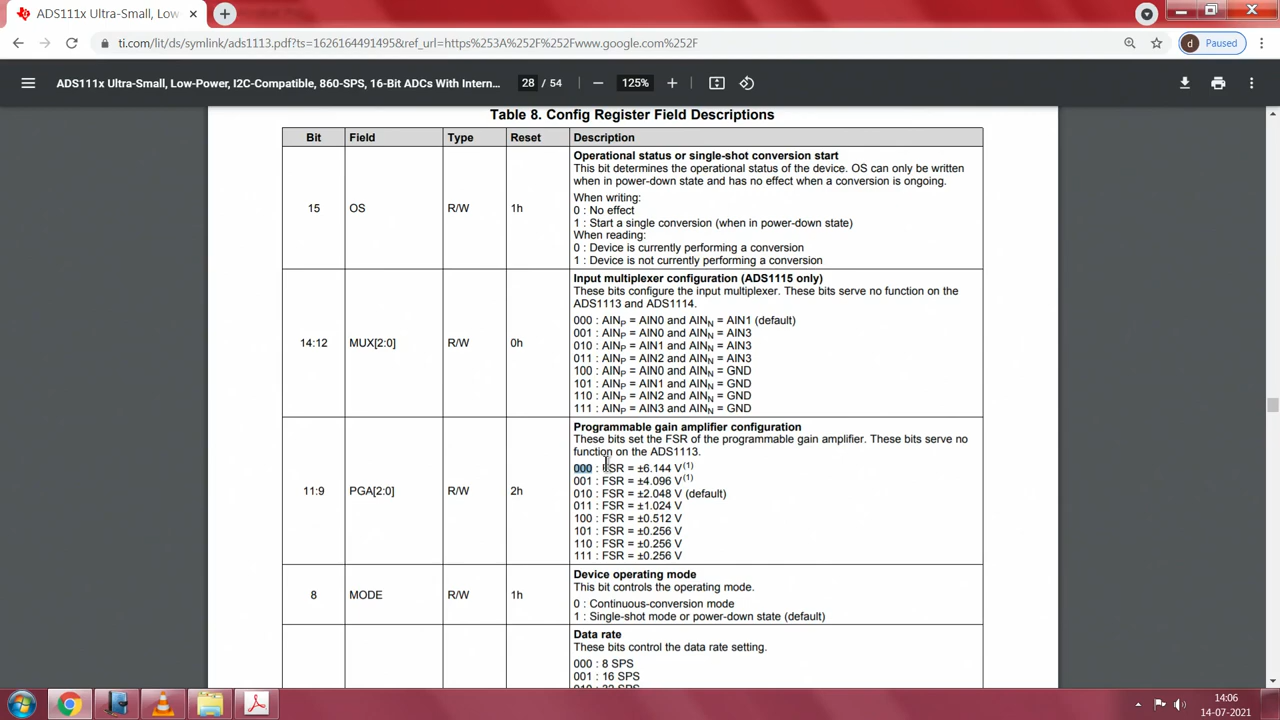 ADS111x Ultra-Small, Low-Power,
ti.com/lit/ds/symlink/ads1113.pdf?ts=1626164491495&ref_url=https%253A%252F%252Fwww.google.com%252F
d Paused
ADS111x Ultra-Small, Low-Power, I2C-Compatible, 860-SPS, 16-Bit ADCs With Intern...
28 / 54
125%
Table 8. Config Register Field Descriptions
Bit Field Type Reset Description
15 OS R/W 1h
Operational status or single-shot conversion start
This bit determines the operational status of the device. OS can only be written
when in power-down state and has no effect when a conversion is ongoing.
When writing:
0 : No effect
1 : Start a single conversion (when in power-down state)
When reading:
0 : Device is currently performing a conversion
1 : Device is not currently performing a conversion
14:12 MUX[2:0] R/W 0h
Input multiplexer configuration (ADS1115 only)
These bits configure the input multiplexer. These bits serve no function on the
ADS1113 and ADS1114.
000 : AINP = AIN0 and AINN = AIN1 (default)
001 : AINP = AIN0 and AINN = AIN3
010 : AINP = AIN1 and AINN = AIN3
011 : AINP = AIN2 and AINN = AIN3
100 : AINP = AIN0 and AINN = GND
101 : AINP = AIN1 and AINN = GND
110 : AINP = AIN2 and AINN = GND
111 : AINP = AIN3 and AINN = GND
11:9 PGA[2:0] R/W 2h
Programmable gain amplifier configuration
These bits set the FSR of the programmable gain amplifier. These bits serve no
function on the ADS1113.
000 : FSR = ±6.144 V(1)
001 : FSR = ±4.096 V(1)
010 : FSR = ±2.048 V (default)
011 : FSR = ±1.024 V
100 : FSR = ±0.512 V
101 : FSR = ±0.256 V
110 : FSR = ±0.256 V
111 : FSR = ±0.256 V
8 MODE R/W 1h
Device operating mode
This bit controls the operating mode.
0 : Continuous-conversion mode
1 : Single-shot mode or power-down state (default)
Data rate
These bits control the data rate setting.
000 : 8 SPS
001 : 16 SPS
010 : 32 SPS
14:06
14-07-2021